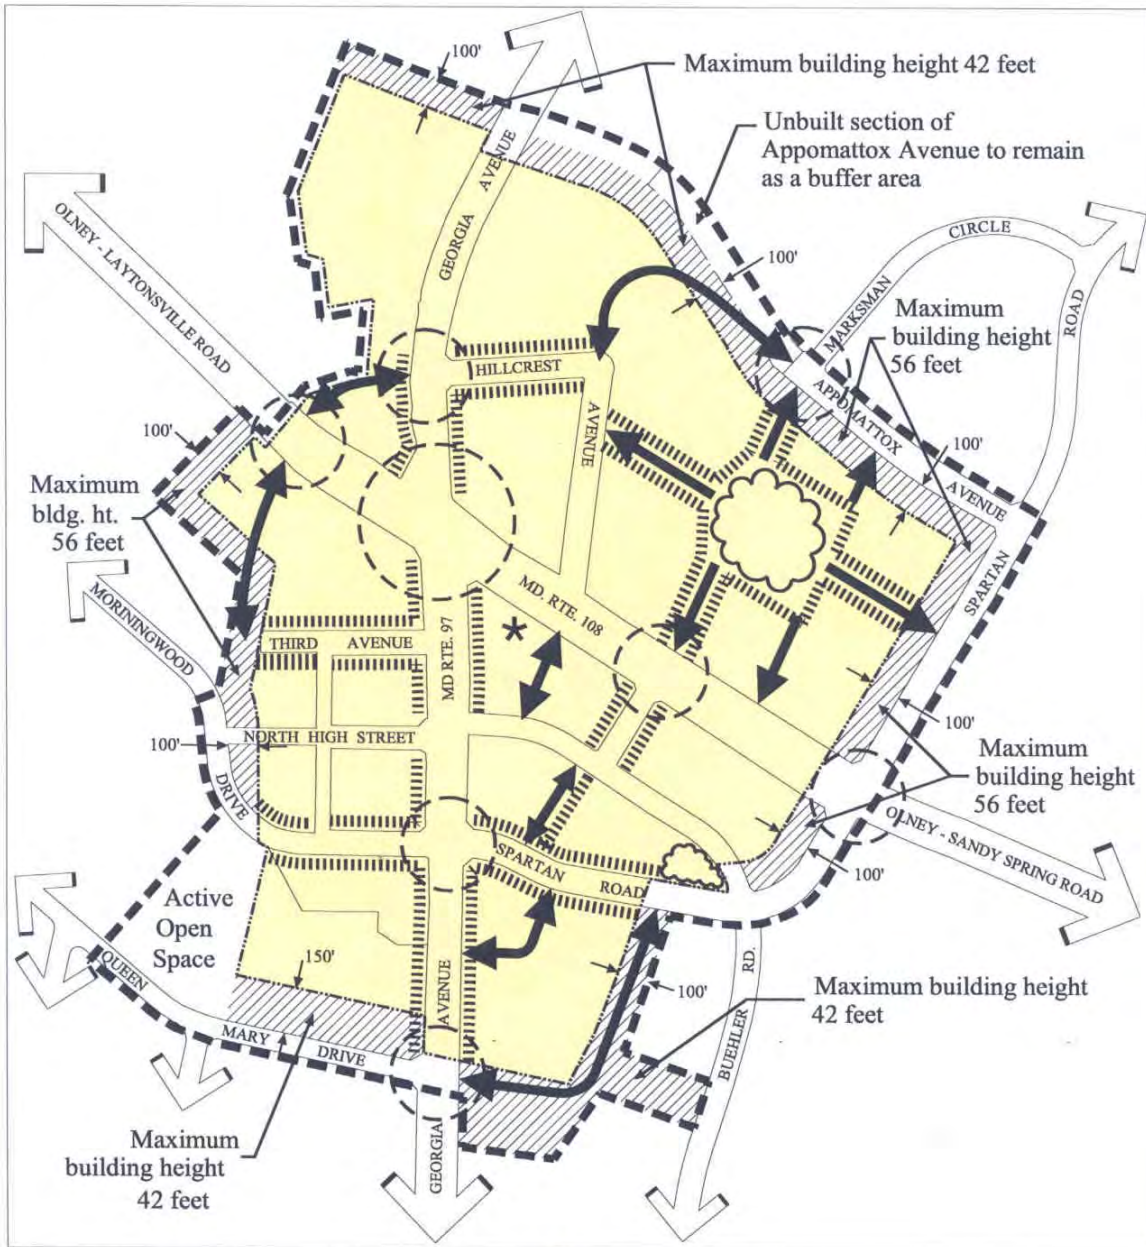 100'
Maximum building height 42 feet
Unbuilt section of
Appomattox Avenue to remain
as a buffer area
GEORGIA AVENUE
OLNEY - LAYTONSVILLE ROAD
100'
MARKSMAN CIRCLE
ROAD
Maximum
building height
56 feet
HILLCREST
AVENUE
APPOMATTOX AVENUE
100'
100'
Maximum
bldg. ht.
56 feet
SPARTAN
MORININGWOOD
DRIVE
MD. RTE. 108
*
THIRD AVENUE
MD RTE. 97
NORTH HIGH STREET
100'
100'
Maximum
building height
56 feet
OLNEY - SANDY SPRING ROAD
SPARTAN ROAD
100'
Active
Open
Space
150'
AVENUE
100'
BUEHLER RD.
Maximum building height
42 feet
QUEEN MARY DRIVE
GEORGIA
Maximum
building height
42 feet